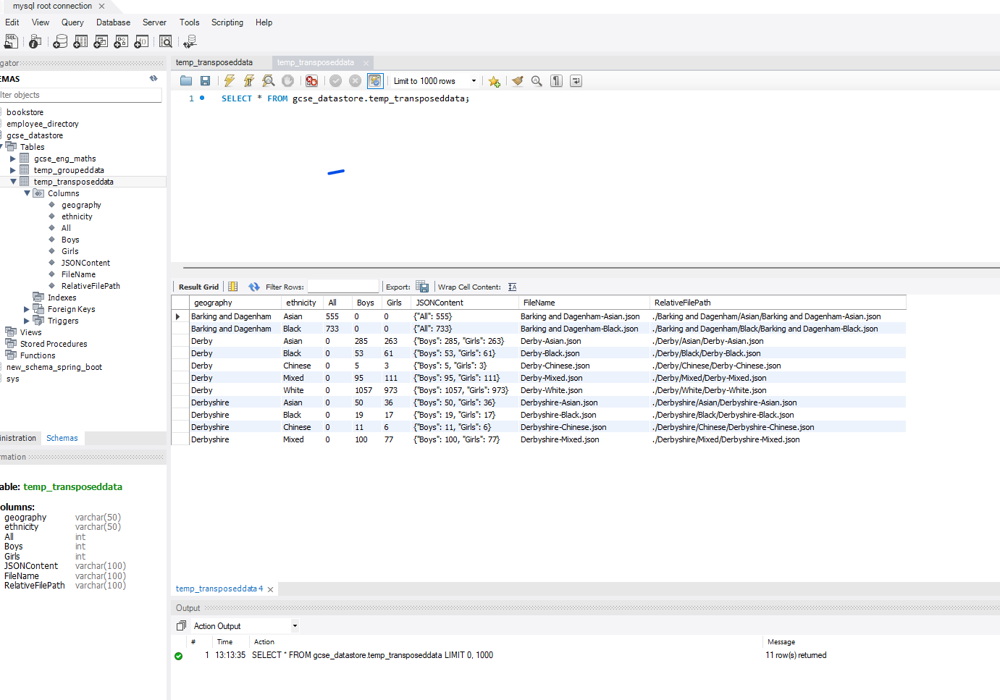 mysql root connection ×
Edit View Query Database Server Tools Scripting Help
gator
EMAS
lter objects
bookstore
employee_directory
gcse_datastore
Tables
gcse_eng_maths
temp_groupeddata
temp_transposeddata
Columns
geography
ethnicity
All
Boys
Girls
JSONContent
FileName
RelativeFilePath
Indexes
Foreign Keys
Triggers
Views
Stored Procedures
Functions
new_schema_spring_boot
sys
inistration Schemas
rmation
able: temp_transposeddata
olumns:
geography varchar(50)
ethnicity varchar(50)
All int
Boys int
Girls int
JSONContent varchar(100)
FileName varchar(100)
RelativeFilePath varchar(100)
temp_transposeddata temp_transposeddata ×
Limit to 1000 rows
1 SELECT * FROM gcse_datastore.temp_transposeddata;
Result Grid Filter Rows: Export: Wrap Cell Content:
geography ethnicity All Boys Girls JSONContent FileName RelativeFilePath
Barking and Dagenham Asian 555 0 0 {"All": 555} Barking and Dagenham-Asian.json ./Barking and Dagenham/Asian/Barking and Dagenham-Asian.json
Barking and Dagenham Black 733 0 0 {"All": 733} Barking and Dagenham-Black.json ./Barking and Dagenham/Black/Barking and Dagenham-Black.json
Derby Asian 0 285 263 {"Boys": 285, "Girls": 263} Derby-Asian.json ./Derby/Asian/Derby-Asian.json
Derby Black 0 53 61 {"Boys": 53, "Girls": 61} Derby-Black.json ./Derby/Black/Derby-Black.json
Derby Chinese 0 5 3 {"Boys": 5, "Girls": 3} Derby-Chinese.json ./Derby/Chinese/Derby-Chinese.json
Derby Mixed 0 95 111 {"Boys": 95, "Girls": 111} Derby-Mixed.json ./Derby/Mixed/Derby-Mixed.json
Derby White 0 1057 973 {"Boys": 1057, "Girls": 973} Derby-White.json ./Derby/White/Derby-White.json
Derbyshire Asian 0 50 36 {"Boys": 50, "Girls": 36} Derbyshire-Asian.json ./Derbyshire/Asian/Derbyshire-Asian.json
Derbyshire Black 0 19 17 {"Boys": 19, "Girls": 17} Derbyshire-Black.json ./Derbyshire/Black/Derbyshire-Black.json
Derbyshire Chinese 0 11 6 {"Boys": 11, "Girls": 6} Derbyshire-Chinese.json ./Derbyshire/Chinese/Derbyshire-Chinese.json
Derbyshire Mixed 0 100 77 {"Boys": 100, "Girls": 77} Derbyshire-Mixed.json ./Derbyshire/Mixed/Derbyshire-Mixed.json
temp_transposeddata 4 ×
Output
Action Output
# Time Action Message
1 13:13:35 SELECT * FROM gcse_datastore.temp_transposeddata LIMIT 0, 1000 11 row(s) returned